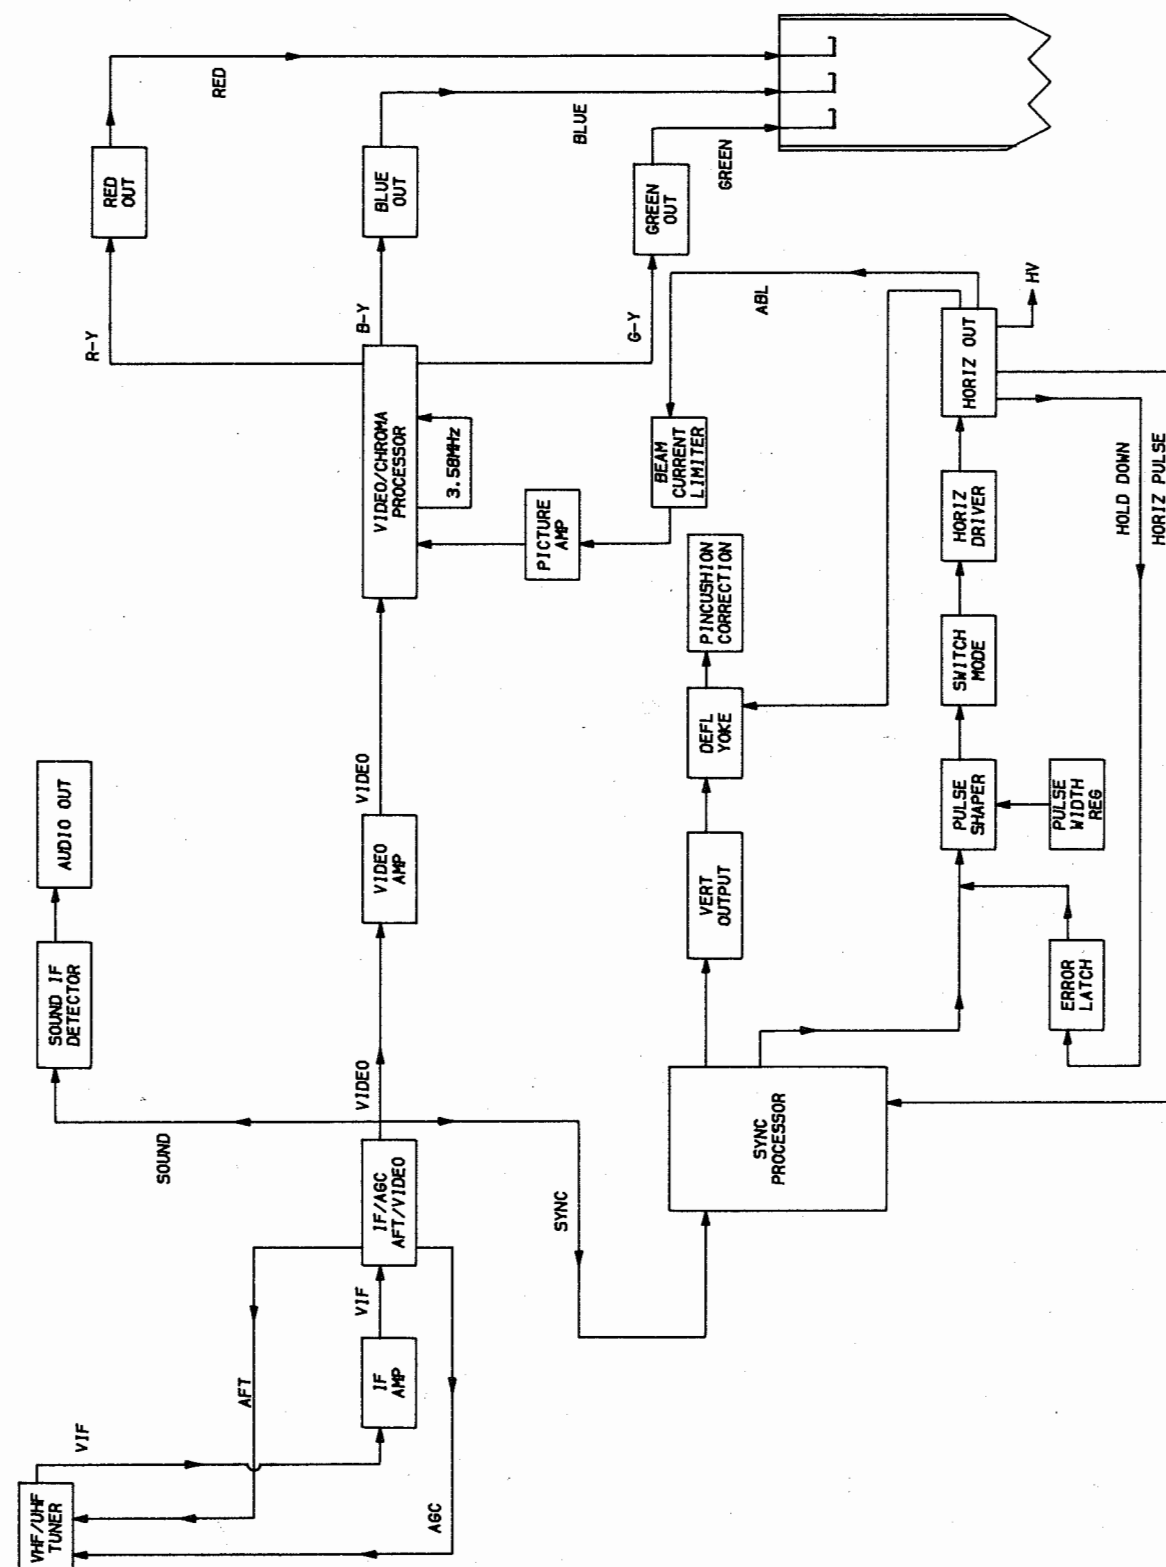 VHF/UHF
TUNER
VIF
AFT
AGC
IF
AMP
VIF
IF/AGC
AFT/VIDEO
SOUND
SOUND IF
DETECTOR
AUDIO OUT
VIDEO
VIDEO
AMP
VIDEO
VIDEO/CHROMA
PROCESSOR
3.58MHz
PICTURE
AMP
BEAM
CURRENT
LIMITER
R-Y
B-Y
G-Y
RED
OUT
BLUE
OUT
GREEN
OUT
RED
BLUE
GREEN
SYNC
SYNC
PROCESSOR
VERT
OUTPUT
DEFL
YOKE
PINCUSHION
CORRECTION
ABL
ERROR
LATCH
PULSE
SHAPER
PULSE
WIDTH
REG
SWITCH
MODE
HORIZ
DRIVER
HORIZ OUT
HV
HOLD DOWN
HORIZ PULSE